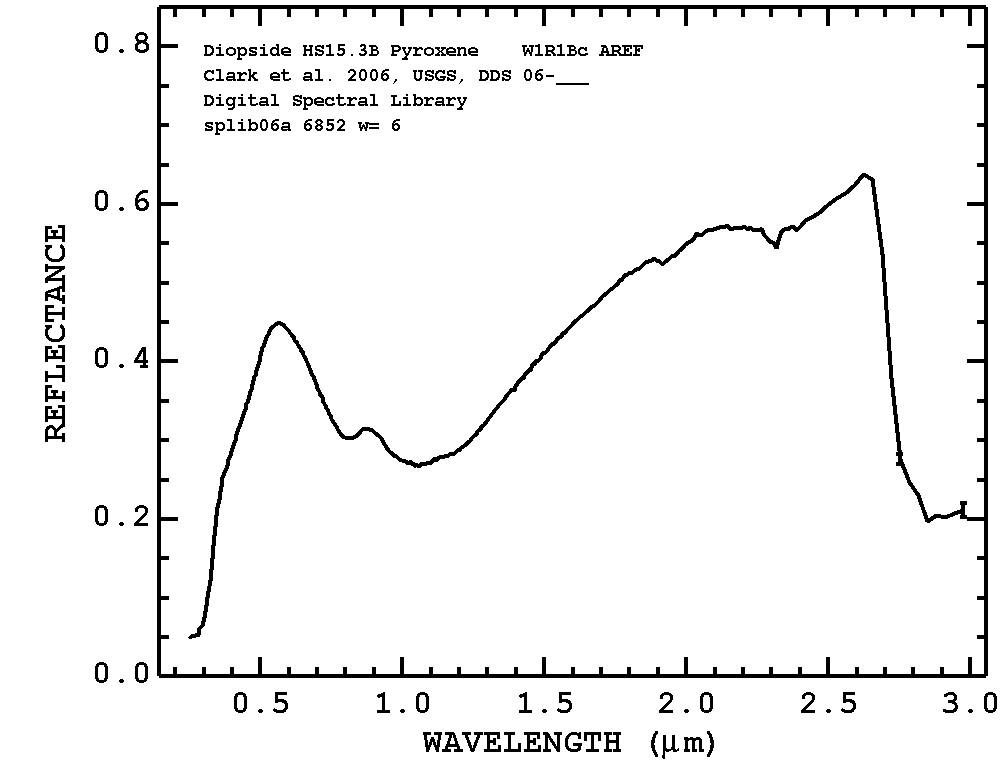 Diopside HS15.3B Pyroxene W1R1Bc AREF
Clark et al. 2006, USGS, DDS 06-___
Digital Spectral Library
splib06a 6852 w= 6
0.8
0.6
0.4
0.2
0.0
REFLECTANCE
0.5 1.0 1.5 2.0 2.5 3.0
WAVELENGTH (μm)